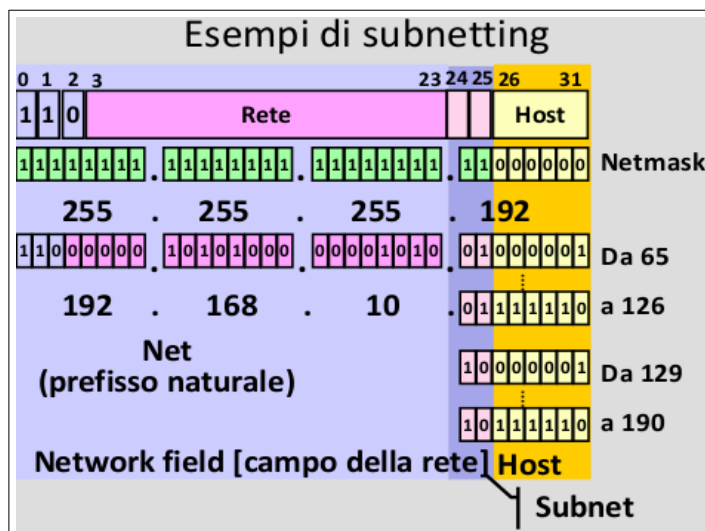 Esempi di subnetting
0 1 2 3 23 24 25 26 31
1 1 0 Rete Host
11111111 . 11111111 . 11111111 . 11000000 Netmask
255 . 255 . 255 . 192
11000000 . 10101000 . 00001010 . 01000001 Da 65
192 . 168 . 10 . 01111110 a 126
Net
(prefisso naturale)
10000001 Da 129
10111110 a 190
Network field [campo della rete] Host
Subnet